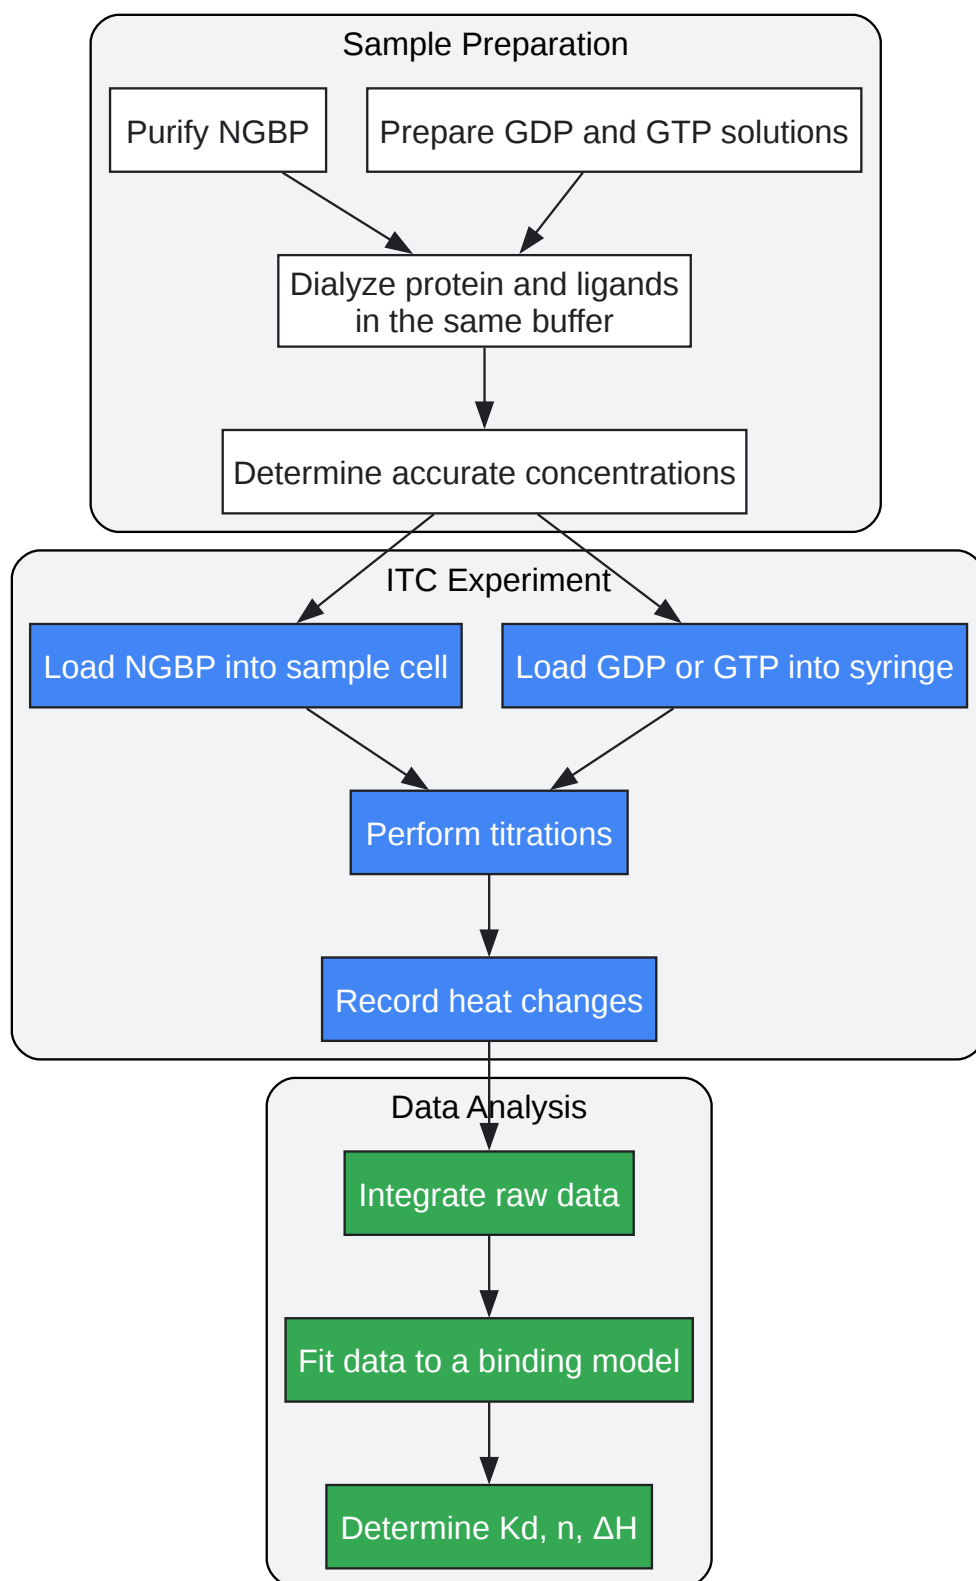 Sample Preparation
Purify NGBP
Prepare GDP and GTP solutions
Dialyze protein and ligands
in the same buffer
Determine accurate concentrations
ITC Experiment
Load NGBP into sample cell
Load GDP or GTP into syringe
Perform titrations
Record heat changes
Data Analysis
Integrate raw data
Fit data to a binding model
Determine Kd, n, ΔH